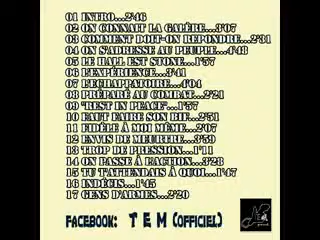 01 INTRO...2'46
02 ON CONNAIT LA GALÈRE...3'07
03 COMMENT DOIT-ON REPONDRE...2'31
04 ON S'ADRESSE AU PEUPLE...4'48
05 LE HALL EST STONE...1'57
06 L'EXPÉRIENCE...3'41
07 L'ECHAPPATOIRE...4'04
08 PRÉPARÉ AU COMBAT...2'21
09 "REST IN PEACE"...1'57
10 FAUT FAIRE SON BIF...2'51
11 FIDÈLE À MOI MÊME...2'07
12 ENVIS DE MEURTRE...3'59
13 TROP DE PRESSION...1'11
14 ON PASSE À L'ACTION...3'28
15 TU T'ATTENDAIS À QUOI...1'47
16 INDÉCIS...1'45
17 GENS D'ARMES...2'20
FACEBOOK: T E M (OFFICIEL)